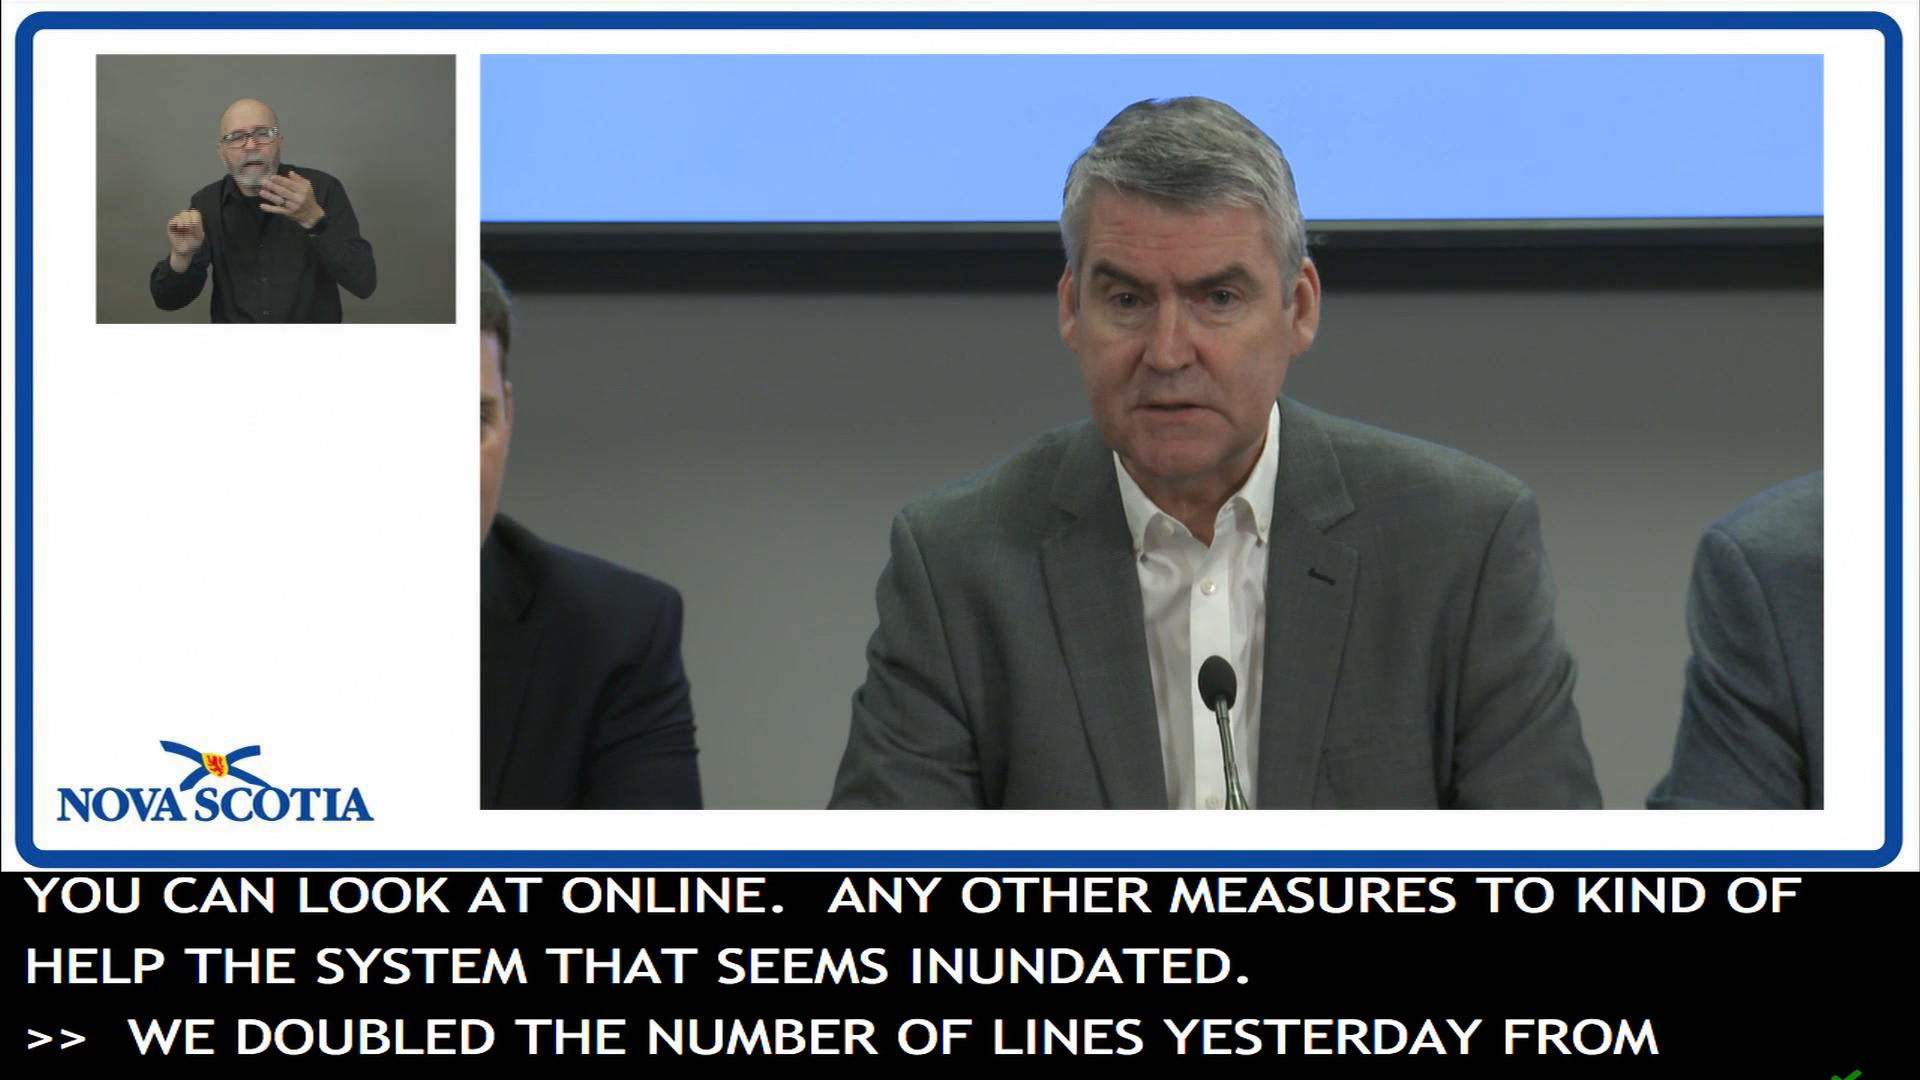 NOVA SCOTIA
YOU CAN LOOK AT ONLINE.  ANY OTHER MEASURES TO KIND OF
HELP THE SYSTEM THAT SEEMS INUNDATED.
>>  WE DOUBLED THE NUMBER OF LINES YESTERDAY FROM